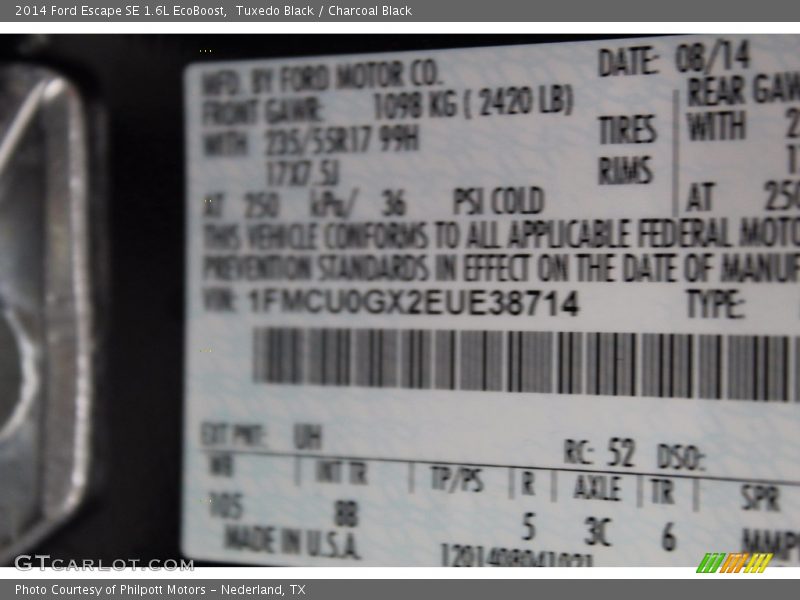 2014 Ford Escape SE 1.6L EcoBoost,  Tuxedo Black / Charcoal Black
MFD. BY FORD MOTOR CO.
DATE: 08/14
FRONT GAWR: 1098 KG ( 2420 LB)
REAR GAW
WITH 235/55R17 99H TIRES
WITH 2
17X7.5J RIMS
AT 250 kPa/ 36 PSI COLD
AT 250
THIS VEHICLE CONFORMS TO ALL APPLICABLE FEDERAL MOTO
PREVENTION STANDARDS IN EFFECT ON THE DATE OF MANUF
VIN: 1FMCU0GX2EUE38714 TYPE:
EXT PNT: UH RC: 52 DSO:
WB INT TR TP/PS R AXLE TR SPR
105 8B 5 3C 6 MMP
MADE IN U.S.A.
GTCARLOT.COM
Photo Courtesy of Philpott Motors – Nederland, TX